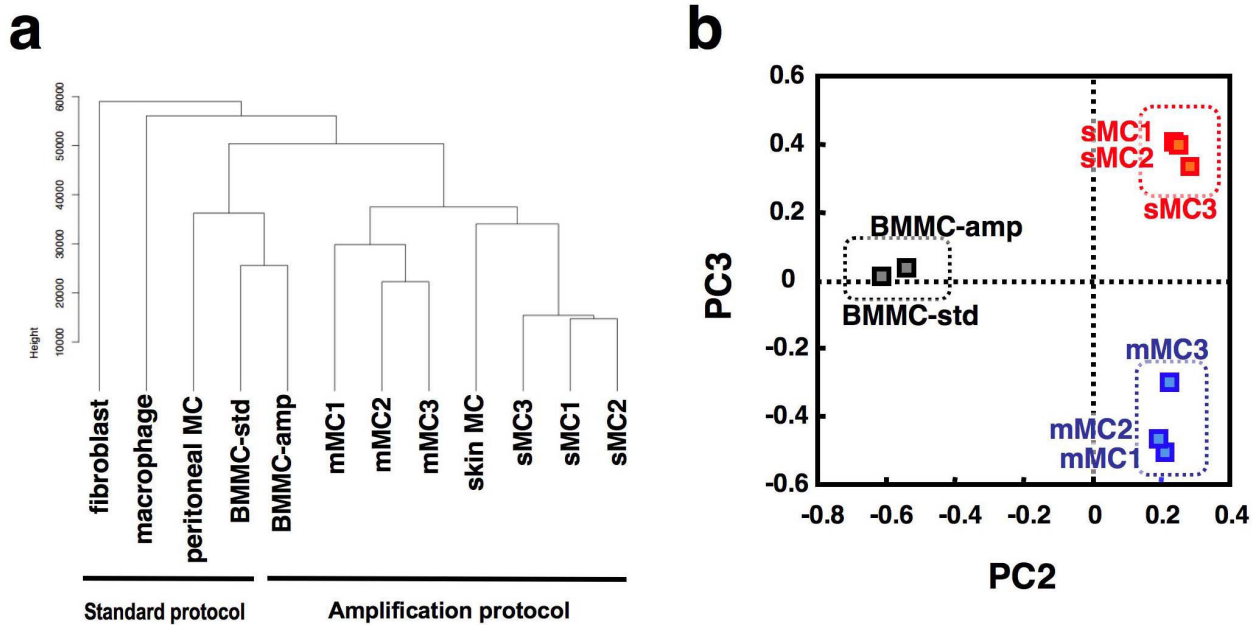 a
60000
50000
40000
30000
20000
10000
Height
fibroblast
macrophage
peritoneal MC
BMMC-std
BMMC-amp
mMC1
mMC2
mMC3
skin MC
sMC3
sMC1
sMC2
Standard protocol
Amplification protocol
b
0.6
0.4
0.2
0
-0.2
-0.4
-0.6
PC3
sMC1
sMC2
sMC3
BMMC-amp
BMMC-std
mMC3
mMC2
mMC1
-0.8 -0.6 -0.4 -0.2 0 0.2 0.4
PC2